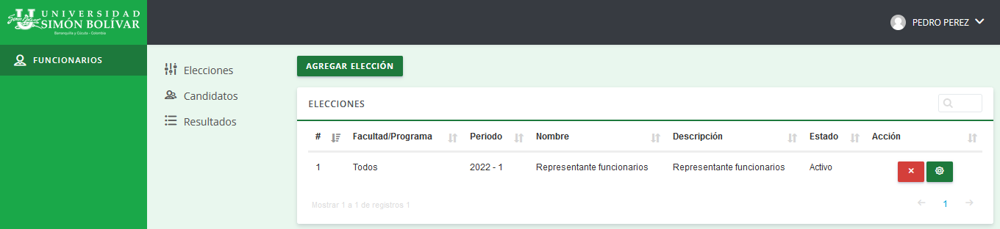 UNIVERSIDAD
SIMÓN BOLÍVAR
Barranquilla y Cúcuta - Colombia
PEDRO PEREZ
FUNCIONARIOS
Elecciones
Candidatos
Resultados
AGREGAR ELECCIÓN
ELECCIONES
# Facultad/Programa Periodo Nombre Descripción Estado Acción
1 Todos 2022 - 1 Representante funcionarios Representante funcionarios Activo
Mostrar 1 a 1 de registros 1
1